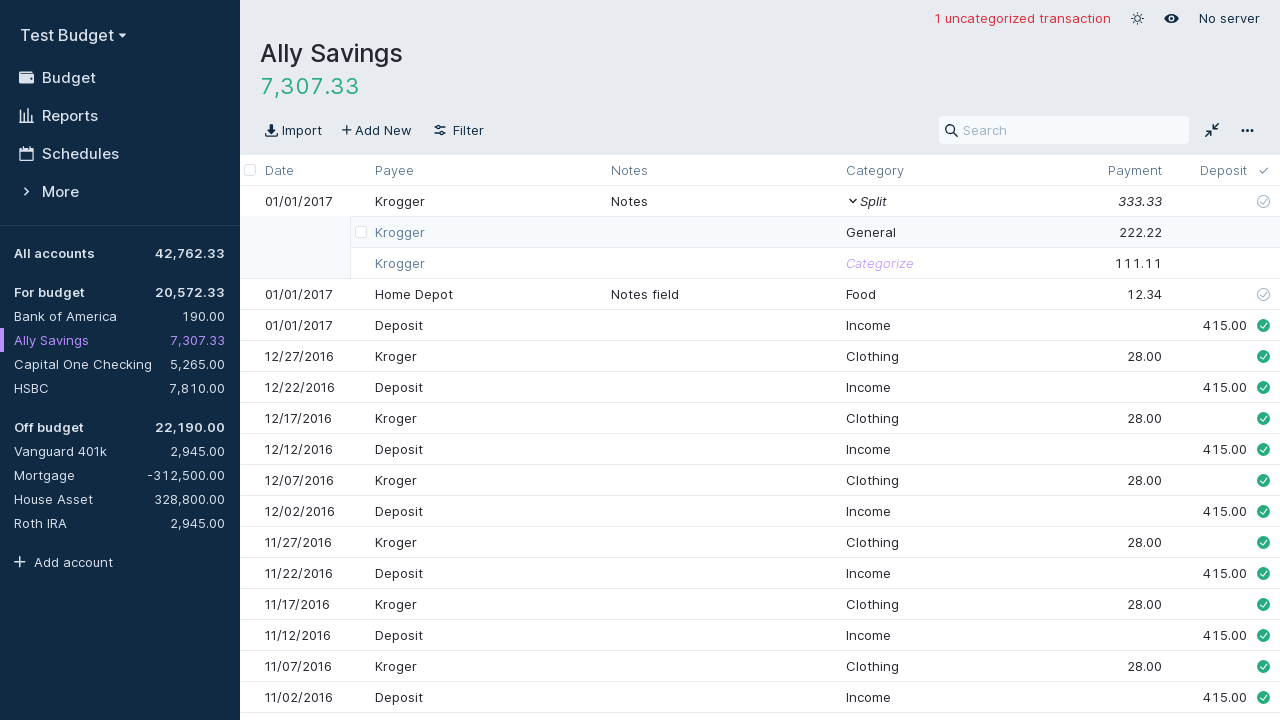 Test Budget
Budget
Reports
Schedules
More
All accounts 42,762.33
For budget 20,572.33
Bank of America 190.00
Ally Savings 7,307.33
Capital One Checking 5,265.00
HSBC 7,810.00
Off budget 22,190.00
Vanguard 401k 2,945.00
Mortgage -312,500.00
House Asset 328,800.00
Roth IRA 2,945.00
Add account
1 uncategorized transaction No server
Ally Savings
7,307.33
Import Add New Filter Search
Date Payee Notes Category Payment Deposit
01/01/2017 Krogger Notes Split 333.33
Krogger General 222.22
Krogger Categorize 111.11
01/01/2017 Home Depot Notes field Food 12.34
01/01/2017 Deposit Income 415.00
12/27/2016 Kroger Clothing 28.00
12/22/2016 Deposit Income 415.00
12/17/2016 Kroger Clothing 28.00
12/12/2016 Deposit Income 415.00
12/07/2016 Kroger Clothing 28.00
12/02/2016 Deposit Income 415.00
11/27/2016 Kroger Clothing 28.00
11/22/2016 Deposit Income 415.00
11/17/2016 Kroger Clothing 28.00
11/12/2016 Deposit Income 415.00
11/07/2016 Kroger Clothing 28.00
11/02/2016 Deposit Income 415.00